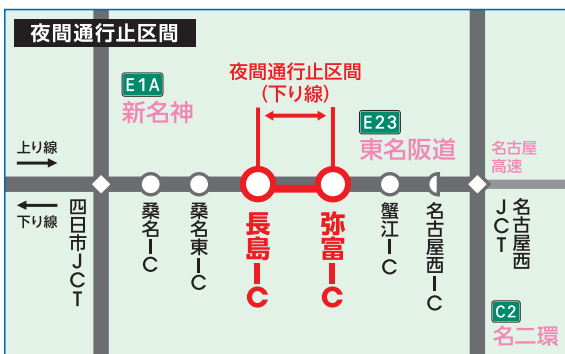 夜間通行止区間
E1A
新名神
夜間通行止区間
(下り線)
E23
東名阪道
名古屋
高速
上り線
下り線
四日市JCT
桑名IC
桑名東IC
長島IC
弥富IC
蟹江IC
名古屋西IC
名古屋西
JCT
C2
名二環